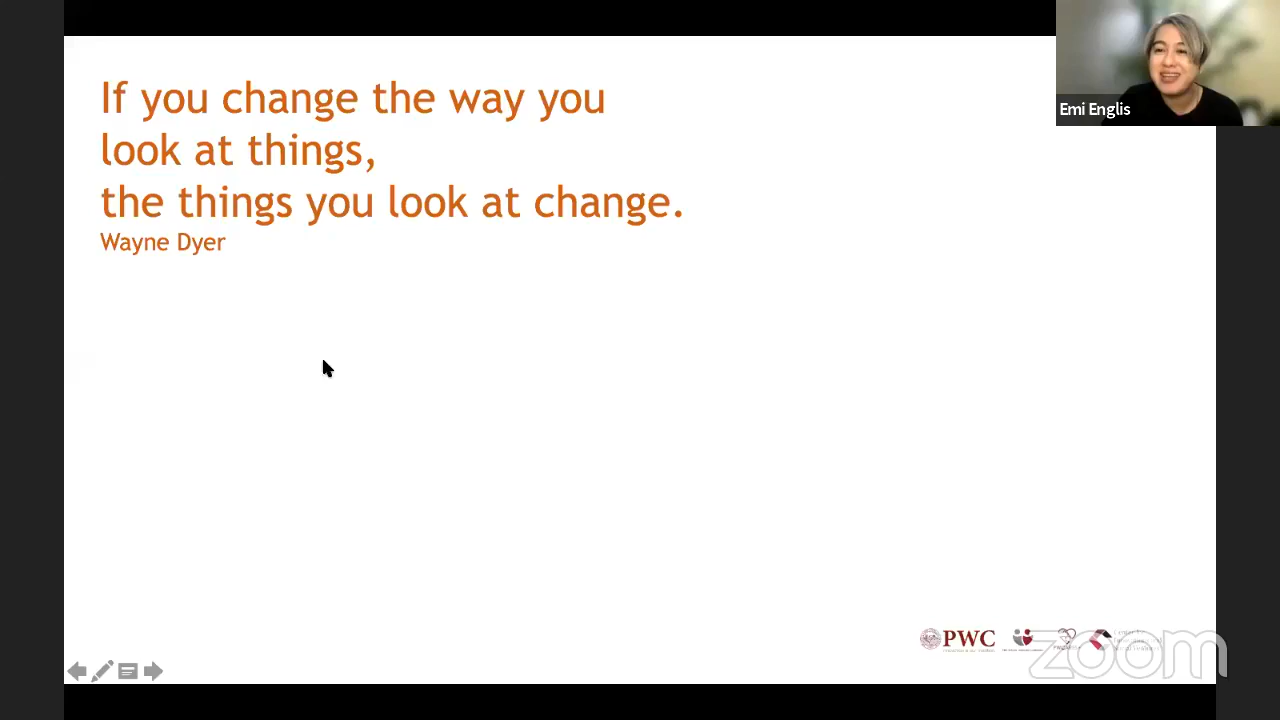 If you change the way you
look at things,
the things you look at change.
Wayne Dyer
Emi Englis
PWC
zoom